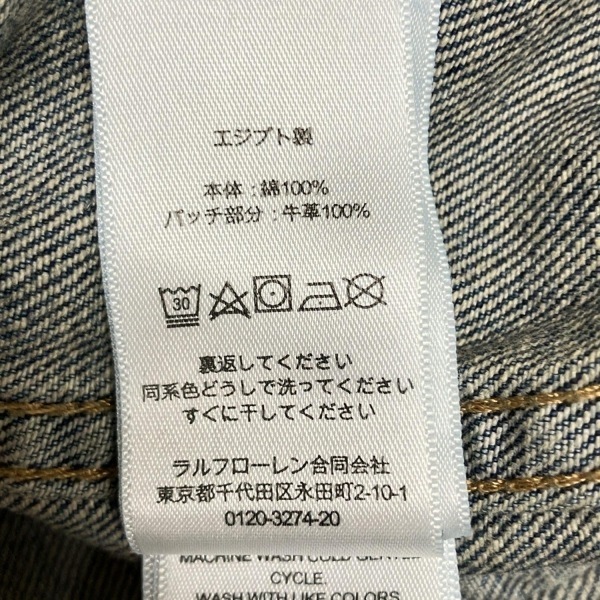 エジプト製
本体 : 綿100%
パッチ部分 : 牛革100%
30
裏返してください
同系色どうしで洗ってください
すぐに干してください
ラルフローレン合同会社
東京都千代田区永田町2-10-1
0120-3274-20
MACHINE WASH COLD GENTLE
CYCLE.
WASH WITH LIKE COLORS